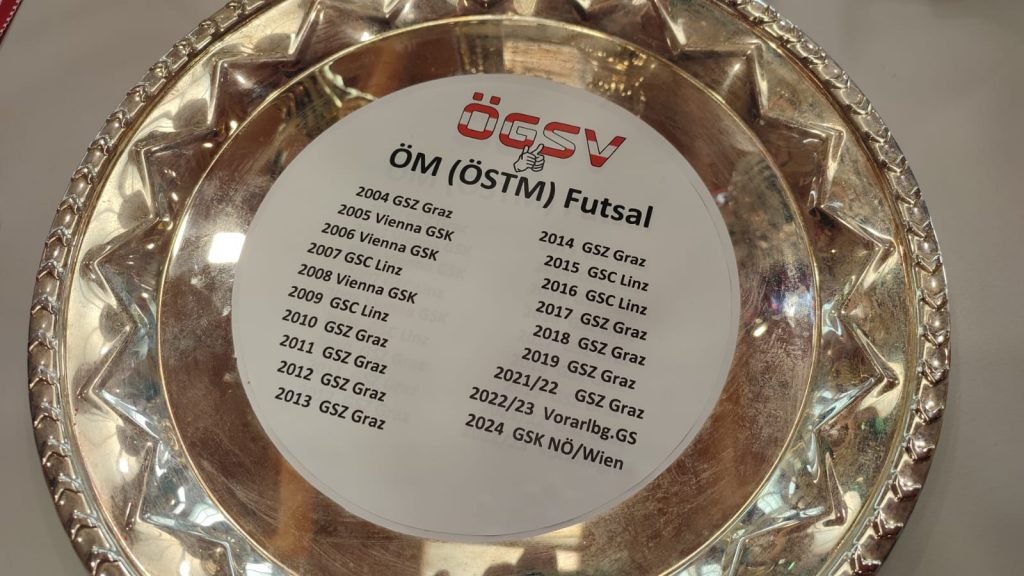 ÖGSV
ÖM (ÖSTM) Futsal
2004 GSZ Graz
2005 Vienna GSK
2006 Vienna GSK
2007 GSC Linz
2008 Vienna GSK
2009 GSC Linz
2010 GSZ Graz
2011 GSZ Graz
2012 GSZ Graz
2013 GSZ Graz
2014 GSZ Graz
2015 GSC Linz
2016 GSC Linz
2017 GSZ Graz
2018 GSZ Graz
2019 GSZ Graz
2021/22 GSZ Graz
2022/23 Vorarlbg.GS
2024 GSK NÖ/Wien